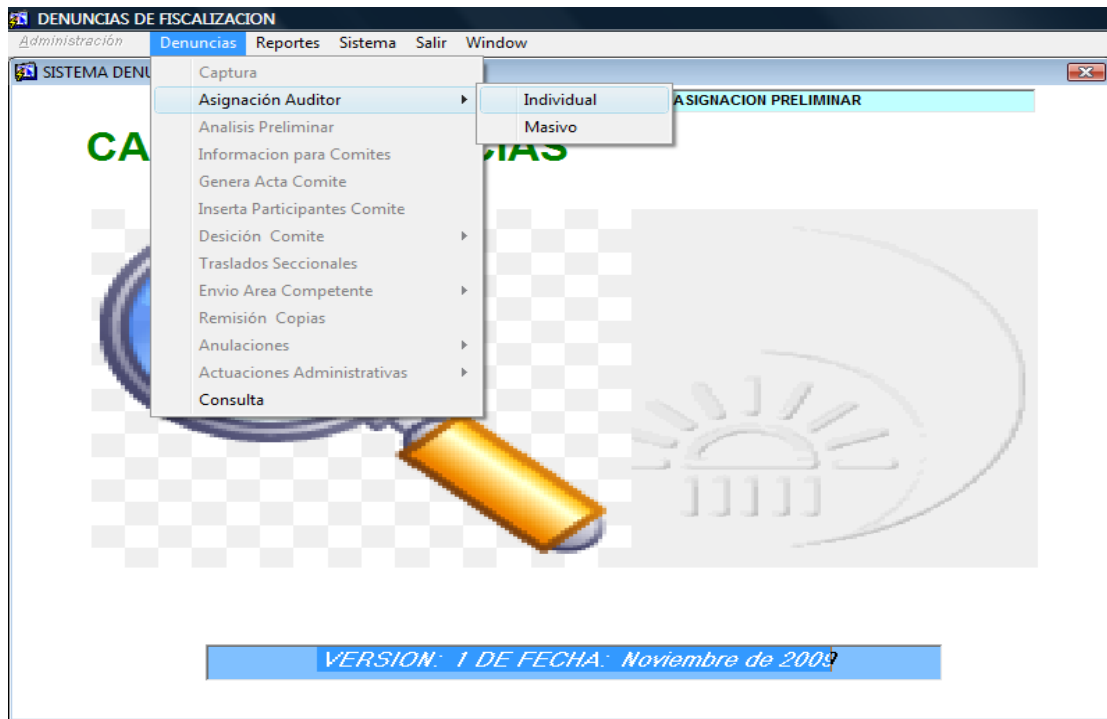 DENUNCIAS DE FISCALIZACION
Administración Denuncias Reportes Sistema Salir Window
SISTEMA DENU
Captura
Asignación Auditor
Individual
ASIGNACION PRELIMINAR
Analisis Preliminar
Masivo
CA IAS
Informacion para Comites
Genera Acta Comite
Inserta Participantes Comite
Desición Comite
Traslados Seccionales
Envio Area Competente
Remisión Copias
Anulaciones
Actuaciones Administrativas
Consulta
VERSION: 1 DE FECHA: Noviembre de 2009